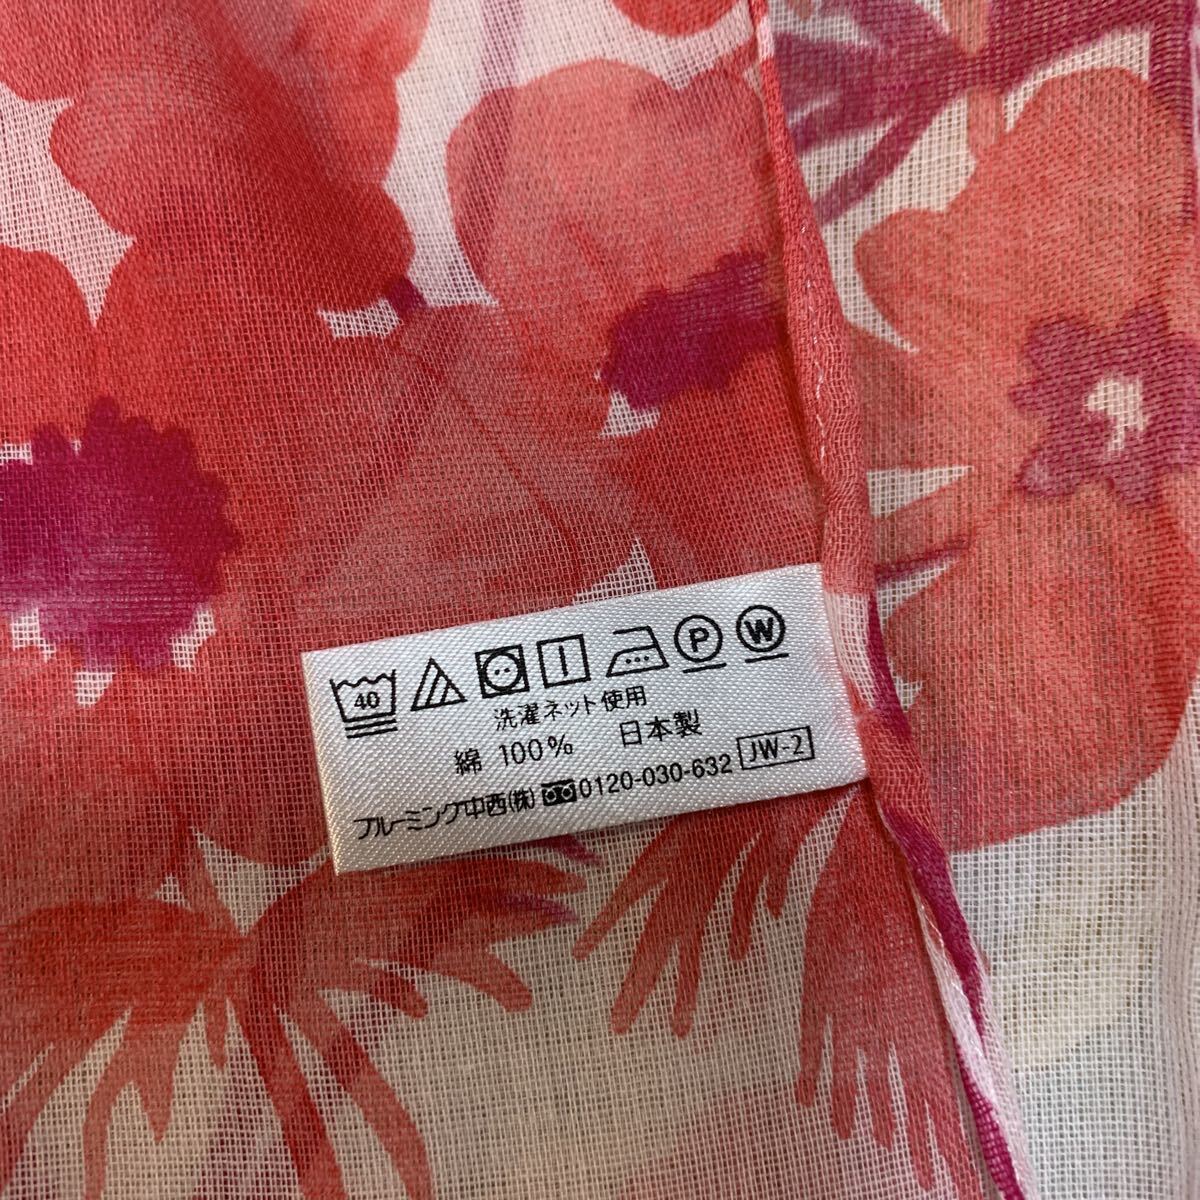 40 P W
洗濯ネット使用
綿 100% 日本製
ブルーミング中西(株) 0120-030-632 JW-2